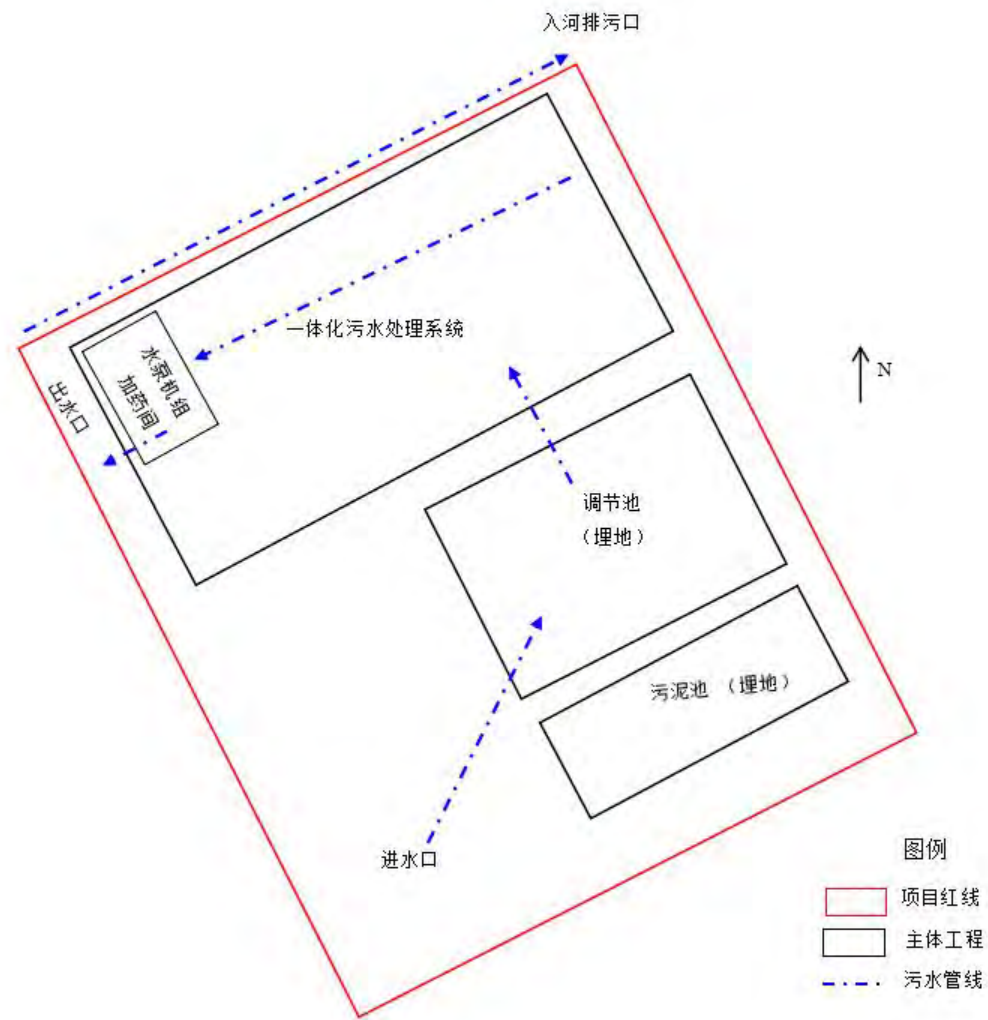 入河排污口
一体化污水处理系统
水泵机组
加药间
出水口
N
调节池
（埋地）
污泥池 （埋地）
进水口
图例
项目红线
主体工程
污水管线